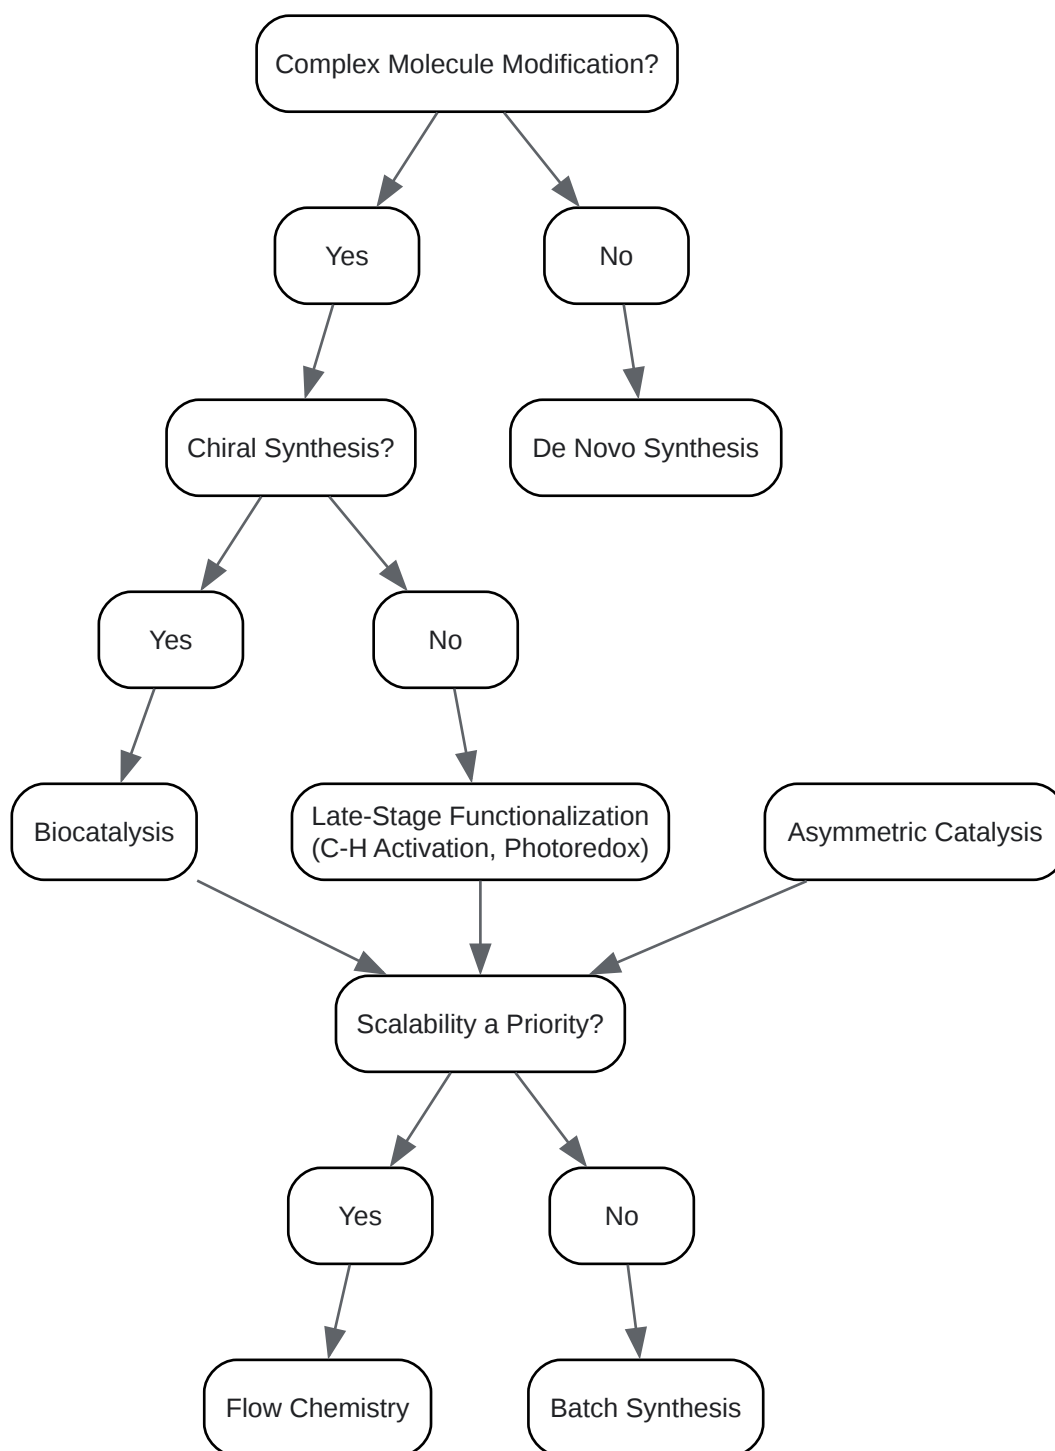 Complex Molecule Modification?
Yes
No
Chiral Synthesis?
De Novo Synthesis
Yes
No
Biocatalysis
Late-Stage Functionalization
(C-H Activation, Photoredox)
Asymmetric Catalysis
Scalability a Priority?
Yes
No
Flow Chemistry
Batch Synthesis